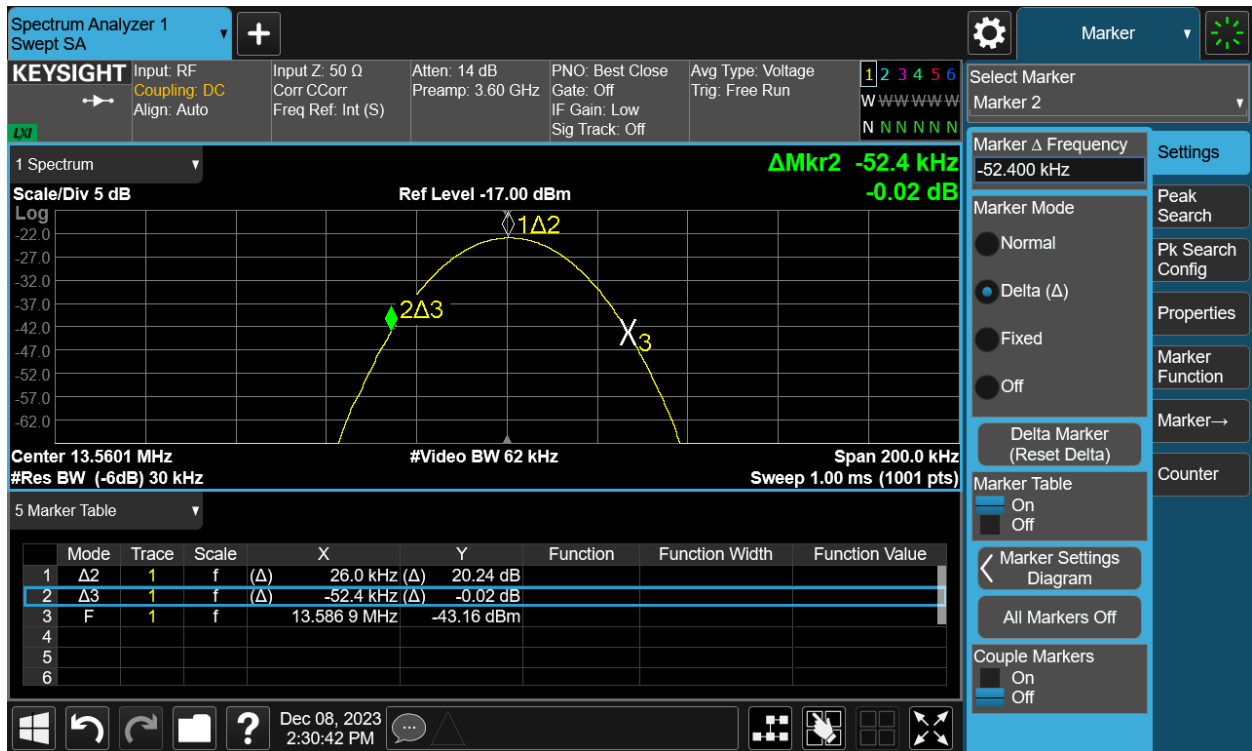 Spectrum Analyzer 1
Swept SA
Marker
KEYSIGHT
LXI
Input: RF
Coupling: DC
Align: Auto
Input Z: 50 Ω
Corr CCorr
Freq Ref: Int (S)
Atten: 14 dB
Preamp: 3.60 GHz
PNO: Best Close
Gate: Off
IF Gain: Low
Sig Track: Off
Avg Type: Voltage
Trig: Free Run
1 2 3 4 5 6
W W W W W W
N N N N N N
Select Marker
Marker 2
1 Spectrum
ΔMkr2 -52.4 kHz
-0.02 dB
Scale/Div 5 dB
Ref Level -17.00 dBm
Log
-22.0
-27.0
-32.0
-37.0
-42.0
-47.0
-52.0
-57.0
-62.0
1Δ2
2Δ3
X3
Center 13.5601 MHz
#Video BW 62 kHz
Span 200.0 kHz
#Res BW (-6dB) 30 kHz
Sweep 1.00 ms (1001 pts)
5 Marker Table
Mode Trace Scale X Y Function Function Width Function Value
1 Δ2 1 f (Δ) 26.0 kHz (Δ) 20.24 dB
2 Δ3 1 f (Δ) -52.4 kHz (Δ) -0.02 dB
3 F 1 f 13.586 9 MHz -43.16 dBm
4
5
6
Marker Δ Frequency
-52.400 kHz
Marker Mode
Normal
Delta (Δ)
Fixed
Off
Delta Marker
(Reset Delta)
Marker Table
On
Off
Marker Settings
Diagram
All Markers Off
Couple Markers
On
Off
Settings
Peak
Search
Pk Search
Config
Properties
Marker
Function
Marker→
Counter
?
Dec 08, 2023
2:30:42 PM